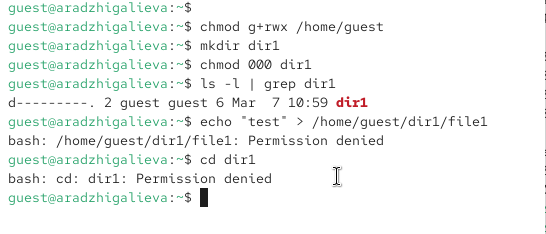 guest@aradzhigalieva:~$
guest@aradzhigalieva:~$ chmod g+rwx /home/guest
guest@aradzhigalieva:~$ mkdir dir1
guest@aradzhigalieva:~$ chmod 000 dir1
guest@aradzhigalieva:~$ ls -l | grep dir1
d---------. 2 guest guest 6 Mar  7 10:59 dir1
guest@aradzhigalieva:~$ echo "test" > /home/guest/dir1/file1
bash: /home/guest/dir1/file1: Permission denied
guest@aradzhigalieva:~$ cd dir1
bash: cd: dir1: Permission denied
guest@aradzhigalieva:~$